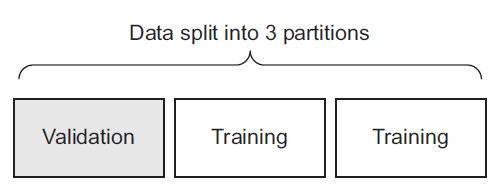 Data split into 3 partitions
Validation Training Training